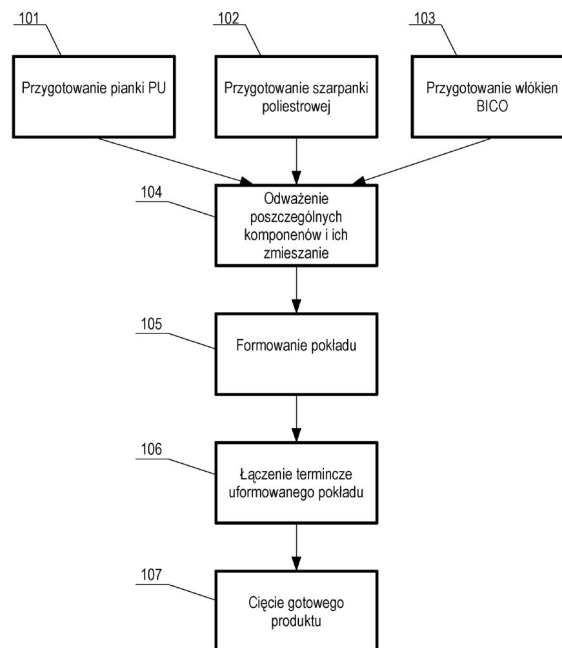 101
102
103
Przygotowanie pianki PU
Przygotowanie szarpanki
poliestrowej
Przygotowanie włókien
BICO
104
Odważenie
poszczególnych
komponenów i ich
zmieszanie
105
Formowanie pokładu
106
Łączenie termincze
uformowanego pokładu
107
Cięcie gotowego
produktu